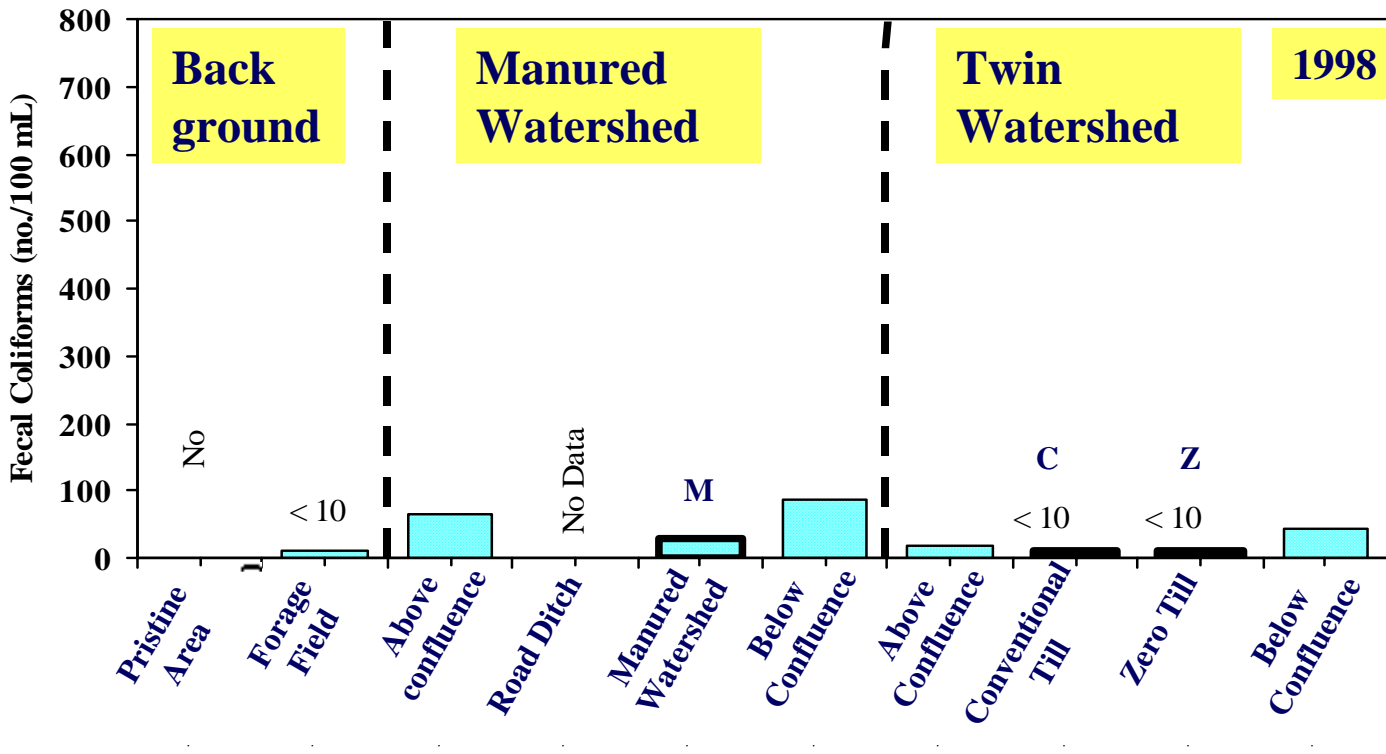 800
700
600
500
400
300
200
100
0
Fecal Coliforms (no./100 mL)
Back
ground
Manured
Watershed
Twin
Watershed
1998
No
< 10
No Data
M
C
< 10
Z
< 10
Pristine
Area
Forage
Field
Above
confluence
Road Ditch
Manured
Watershed
Below
Confluence
Above
Confluence
Conventional
Till
Zero Till
Below
Confluence